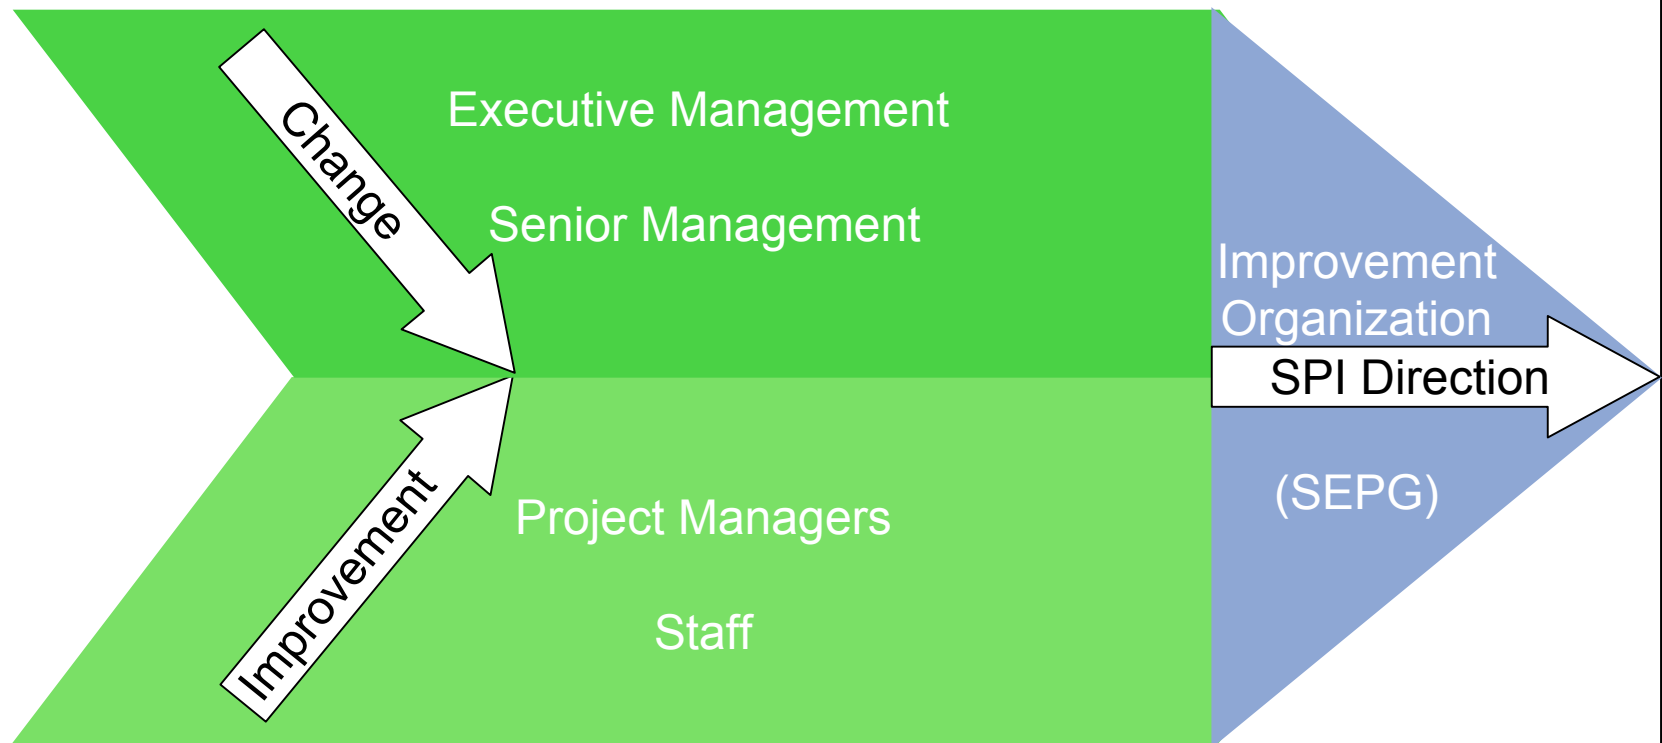 Change
Executive Management
Senior Management
Improvement
Project Managers
Staff
Improvement
Organization
SPI Direction
(SEPG)